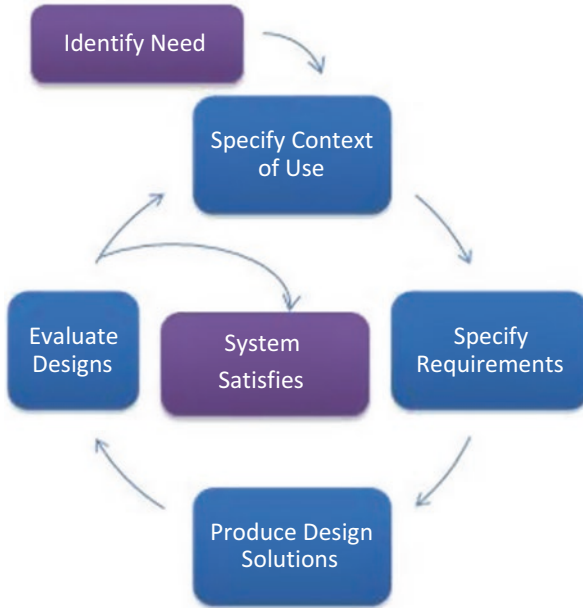 Identify Need
Specify Context
of Use
Evaluate
Designs
System
Satisfies
Specify
Requirements
Produce Design
Solutions